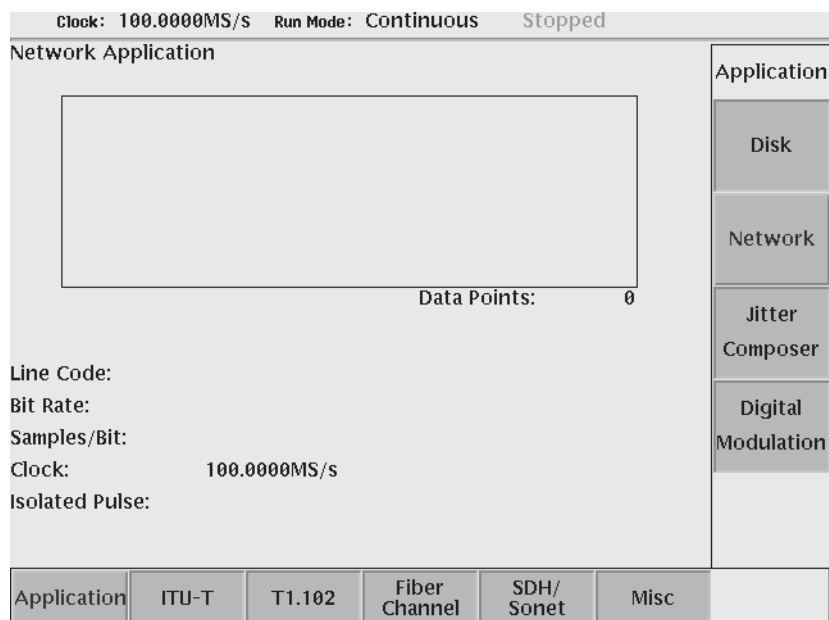 Clock: 100.0000MS/s Run Mode: Continuous Stopped
Network Application
Data Points: 0
Line Code:
Bit Rate:
Samples/Bit:
Clock: 100.0000MS/s
Isolated Pulse:
Application
Disk
Network
Jitter
Composer
Digital
Modulation
Application ITU-T T1.102 Fiber Channel SDH/ Sonet Misc